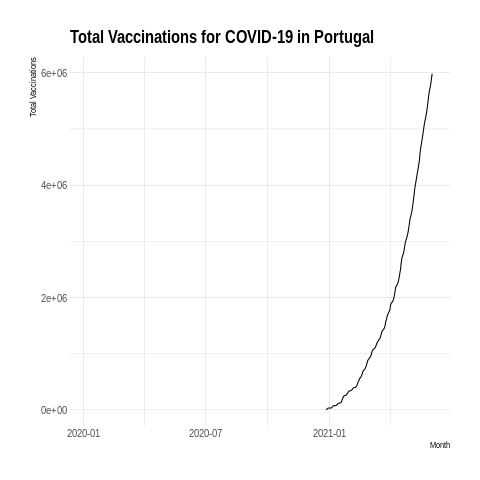 Total Vaccinations for COVID-19 in Portugal
Total Vaccinations
6e+06
4e+06
2e+06
0e+00
2020-01
2020-07
2021-01
Month